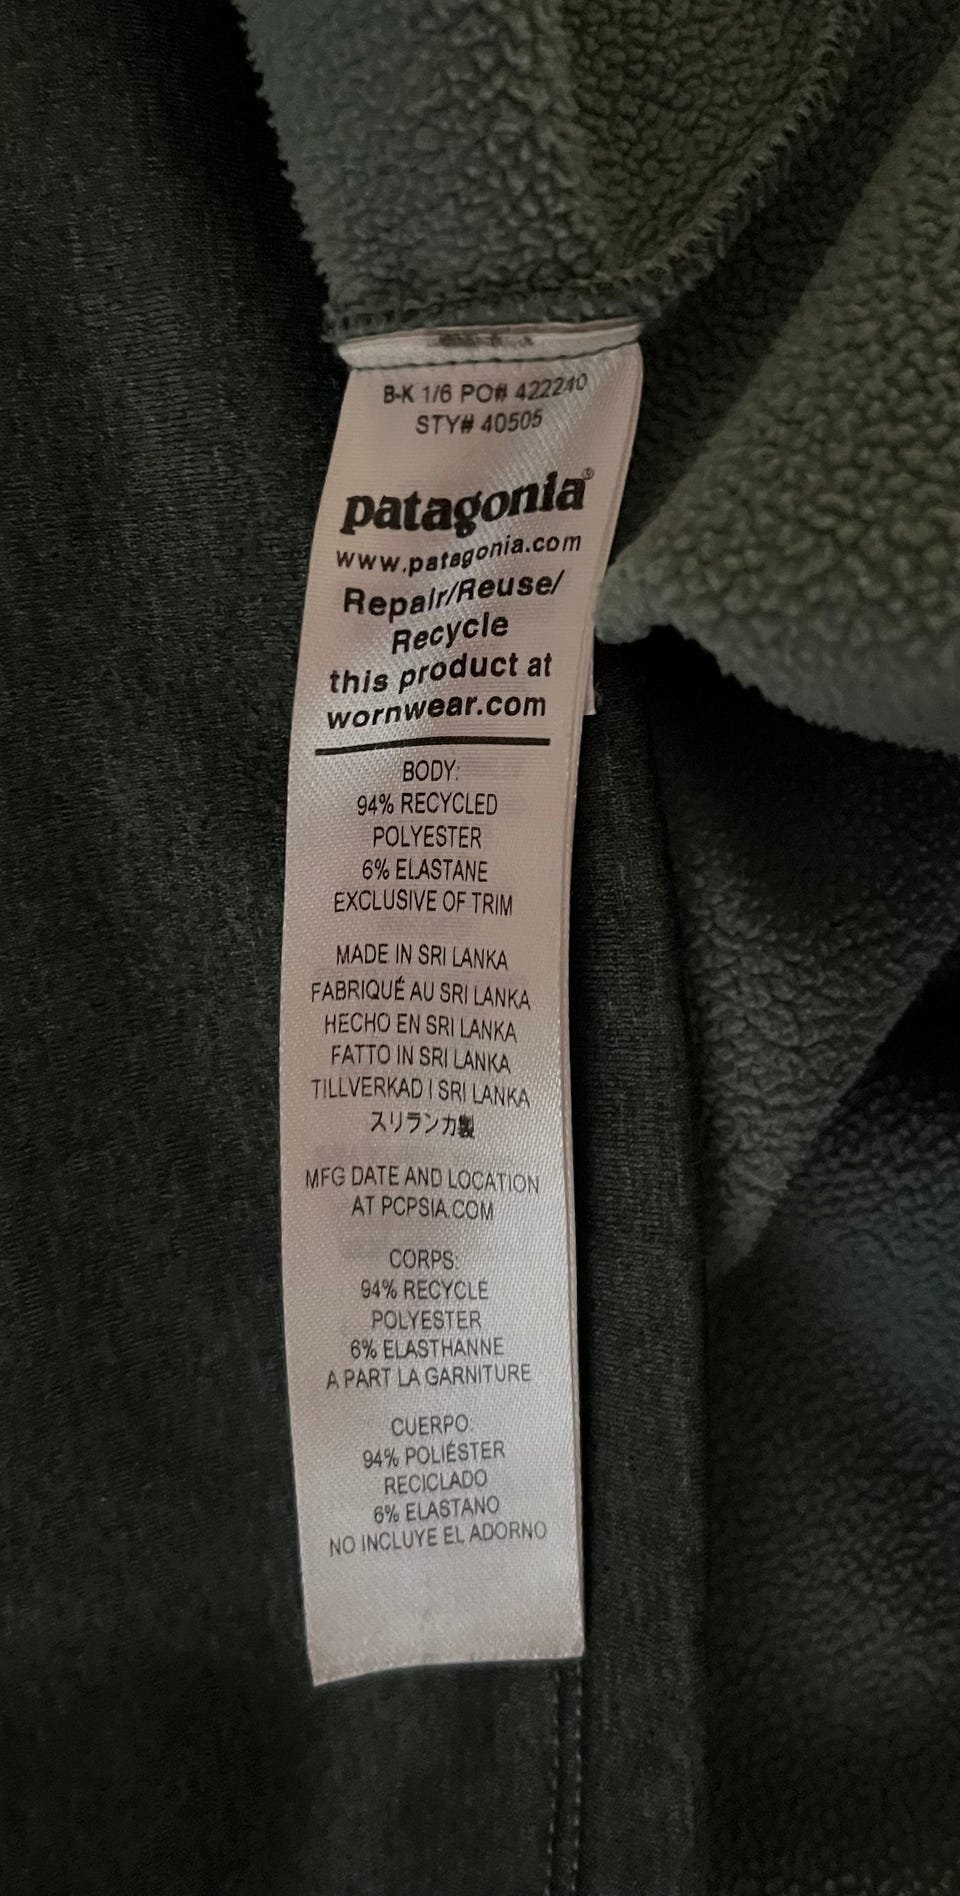 B-K 1/6 PO# 422240
STY# 40505
patagonia®
www.patagonia.com
Repair/Reuse/
Recycle
this product at
wornwear.com
BODY:
94% RECYCLED
POLYESTER
6% ELASTANE
EXCLUSIVE OF TRIM
MADE IN SRI LANKA
FABRIQUÉ AU SRI LANKA
HECHO EN SRI LANKA
FATTO IN SRI LANKA
TILLVERKAD I SRI LANKA
スリランカ製
MFG DATE AND LOCATION
AT PCPSIA.COM
CORPS:
94% RECYCLÉ
POLYESTER
6% ELASTHANNE
A PART LA GARNITURE
CUERPO:
94% POLIÉSTER
RECICLADO
6% ELASTANO
NO INCLUYE EL ADORNO